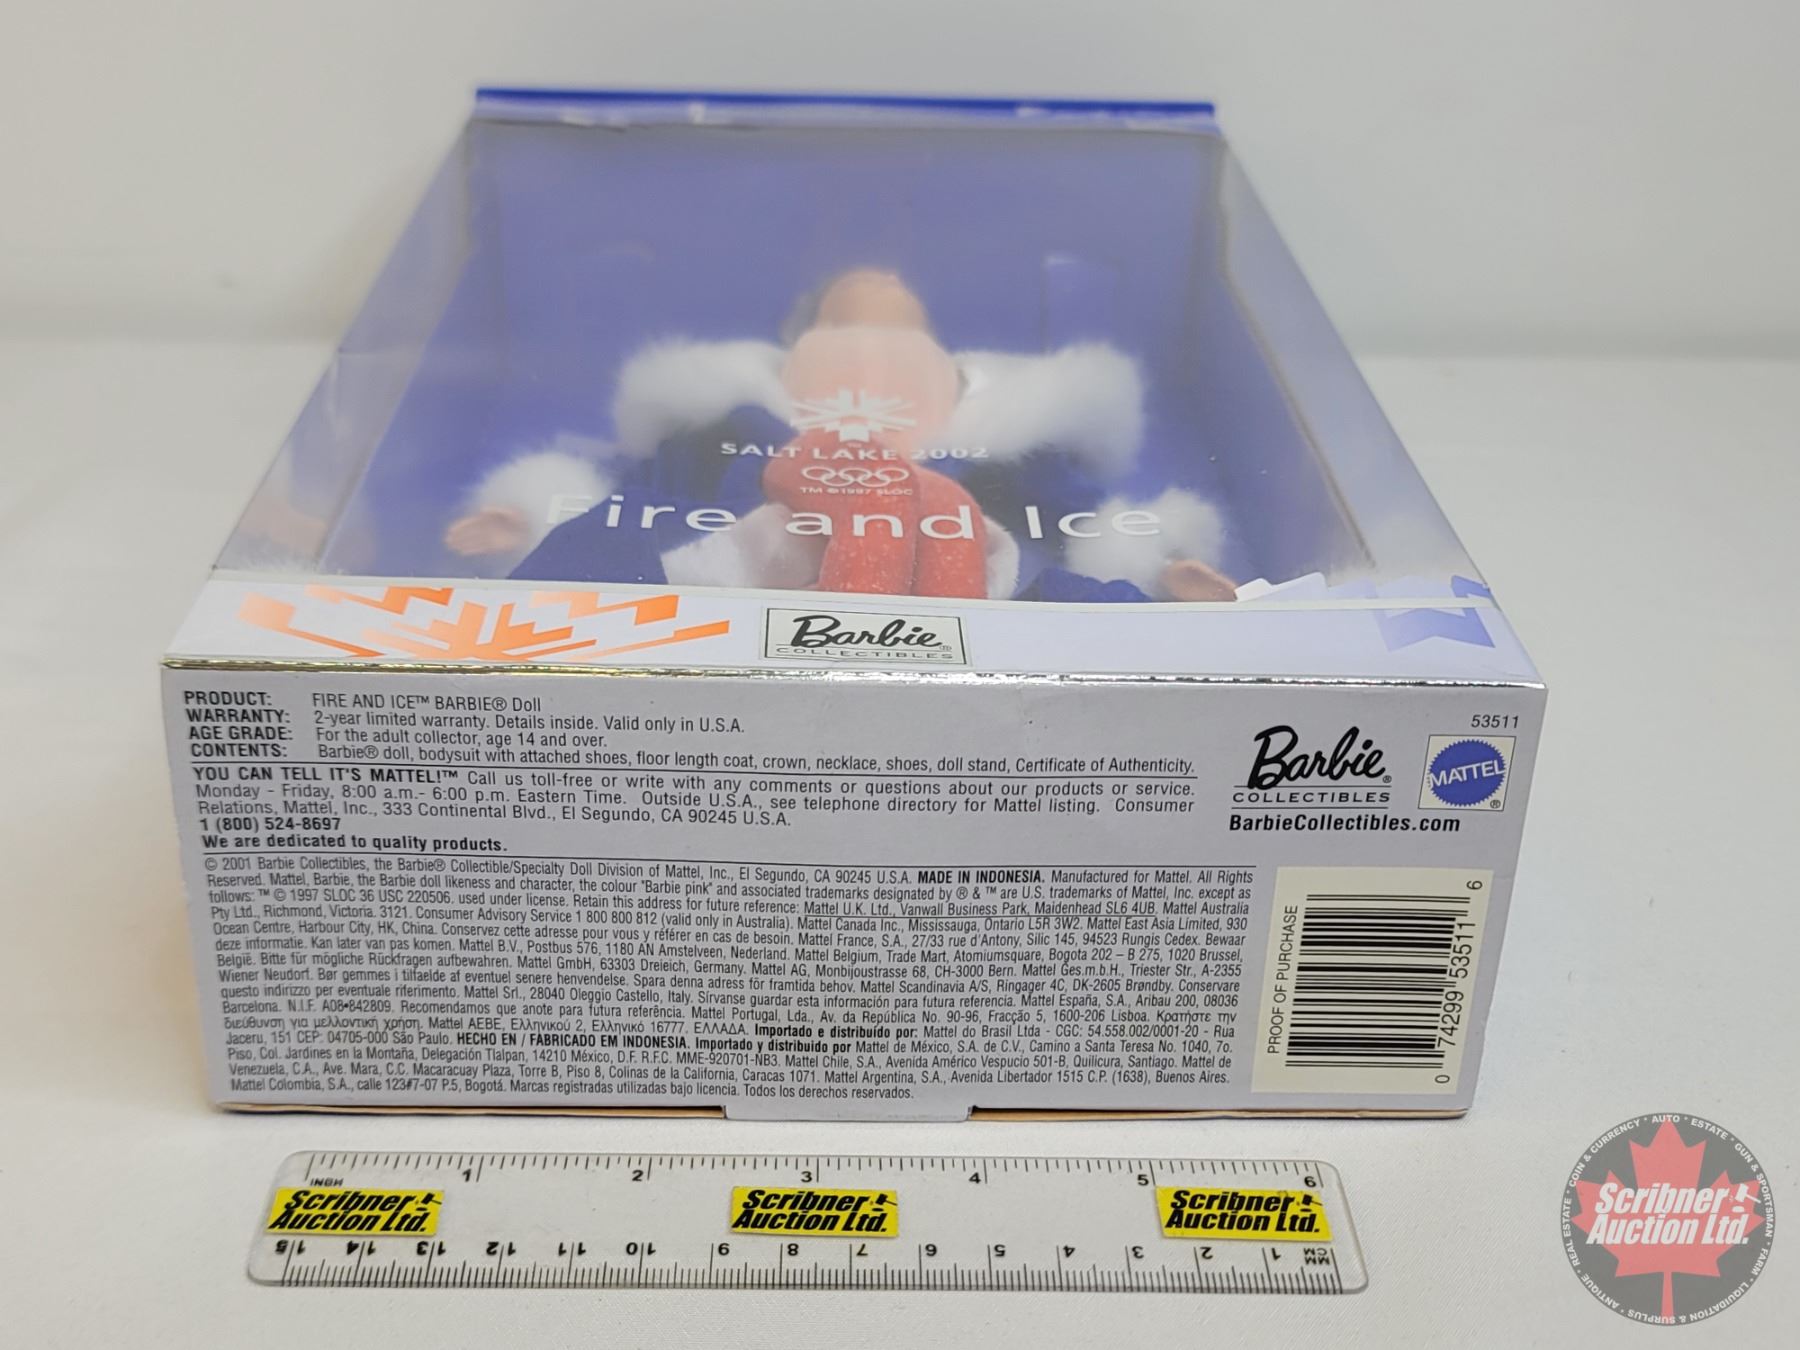 SALT LAKE 2002
TM ©1997 SLOC
Fire and Ice
Barbie®
COLLECTIBLES
PRODUCT: FIRE AND ICE™ BARBIE® Doll
WARRANTY: 2-year limited warranty. Details inside. Valid only in U.S.A.
AGE GRADE: For the adult collector, age 14 and over.
CONTENTS: Barbie® doll, bodysuit with attached shoes, floor length coat, crown, necklace, shoes, doll stand, Certificate of Authenticity.
YOU CAN TELL IT'S MATTEL!™ Call us toll-free or write with any comments or questions about our products or service.
Monday - Friday, 8:00 a.m.- 6:00 p.m. Eastern Time. Outside U.S.A., see telephone directory for Mattel listing. Consumer
Relations, Mattel, Inc., 333 Continental Blvd., El Segundo, CA 90245 U.S.A.
1 (800) 524-8697
We are dedicated to quality products.
© 2001 Barbie Collectibles, the Barbie® Collectible/Specialty Doll Division of Mattel, Inc., El Segundo, CA 90245 U.S.A. MADE IN INDONESIA. Manufactured for Mattel. All Rights
Reserved. Mattel, Barbie, the Barbie doll likeness and character, the colour "Barbie pink" and associated trademarks designated by ® & ™ are U.S. trademarks of Mattel, Inc. except as
follows: ™ © 1997 SLOC 36 USC 220506. used under license. Retain this address for future reference: Mattel U.K. Ltd., Vanwall Business Park, Maidenhead SL6 4UB. Mattel Australia
Pty Ltd., Richmond, Victoria. 3121. Consumer Advisory Service 1 800 800 812 (valid only in Australia). Mattel Canada Inc., Mississauga, Ontario L5R 3W2. Mattel East Asia Limited, 930
Ocean Centre, Harbour City, HK, China. Conservez cette adresse pour vous y référer en cas de besoin. Mattel France, S.A., 27/33 rue d'Antony, Silic 145, 94523 Rungis Cedex. Bewaar
deze informatie. Kan later van pas komen. Mattel B.V., Postbus 576, 1180 AN Amstelveen, Nederland. Mattel Belgium, Trade Mart, Atomiumsquare, Bogota 202 – B 275, 1020 Brussel,
België. Bitte für mögliche Rückfragen aufbewahren. Mattel GmbH, 63303 Dreieich, Germany. Mattel AG, Monbijoustrasse 68, CH-3000 Bern. Mattel Ges.m.b.H., Triester Str., A-2355
Wiener Neudorf. Bør gemmes i tilfaelde af eventuel senere henvendelse. Spara denna adress för framtida behov. Mattel Scandinavia A/S, Ringager 4C, DK-2605 Brøndby. Conservare
questo indirizzo per eventuale riferimento. Mattel Srl., 28040 Oleggio Castello, Italy. Sírvanse guardar esta información para futura referencia. Mattel España, S.A., Aribau 200, 08036
Barcelona. N.I.F. A08•842809. Recomendamos que anote para futura referência. Mattel Portugal, Lda., Av. da República No. 90-96, Fracção 5, 1600-206 Lisboa. Κρατήστε την
διεύθυνση για μελλοντική χρήση. Mattel AEBE, Ελληνικού 2, Ελληνικό 16777. ΕΛΛΑΔΑ. Importado e distribuído por: Mattel do Brasil Ltda - CGC: 54.558.002/0001-20 - Rua
Jaceru, 151 CEP: 04705-000 São Paulo. HECHO EN / FABRICADO EM INDONESIA. Importado y distribuido por Mattel de México, S.A. de C.V., Camino a Santa Teresa No. 1040, 7o.
Piso, Col. Jardines en la Montaña, Delegación Tlalpan, 14210 México, D.F. R.F.C. MME-920701-NB3. Mattel Chile, S.A., Avenida Américo Vespucio 501-B, Quilicura, Santiago. Mattel de
Venezuela, C.A., Ave. Mara, C.C. Macaracuay Plaza, Torre B, Piso 8, Colinas de la California, Caracas 1071. Mattel Argentina, S.A., Avenida Libertador 1515 C.P. (1638), Buenos Aires.
Mattel Colombia, S.A., calle 123#7-07 P.5, Bogotá. Marcas registradas utilizadas bajo licencia. Todos los derechos reservados.
53511
Barbie®
COLLECTIBLES
BarbieCollectibles.com
MATTEL®
PROOF OF PURCHASE
0 74299 53511 6
INCH 1 2 3 4 5 6
Scribner Auction Ltd.
Scribner Auction Ltd.
Scribner Auction Ltd.
15 14 13 12 11 10 9 8 7 6 5 4 3 2 1 MM CM
COIN & CURRENCY • AUTO • ESTATE • GUN & SPORTSMAN • FARM • LIQUIDATION & SURPLUS • ANTIQUE • REAL ESTATE
Scribner
Auction Ltd.